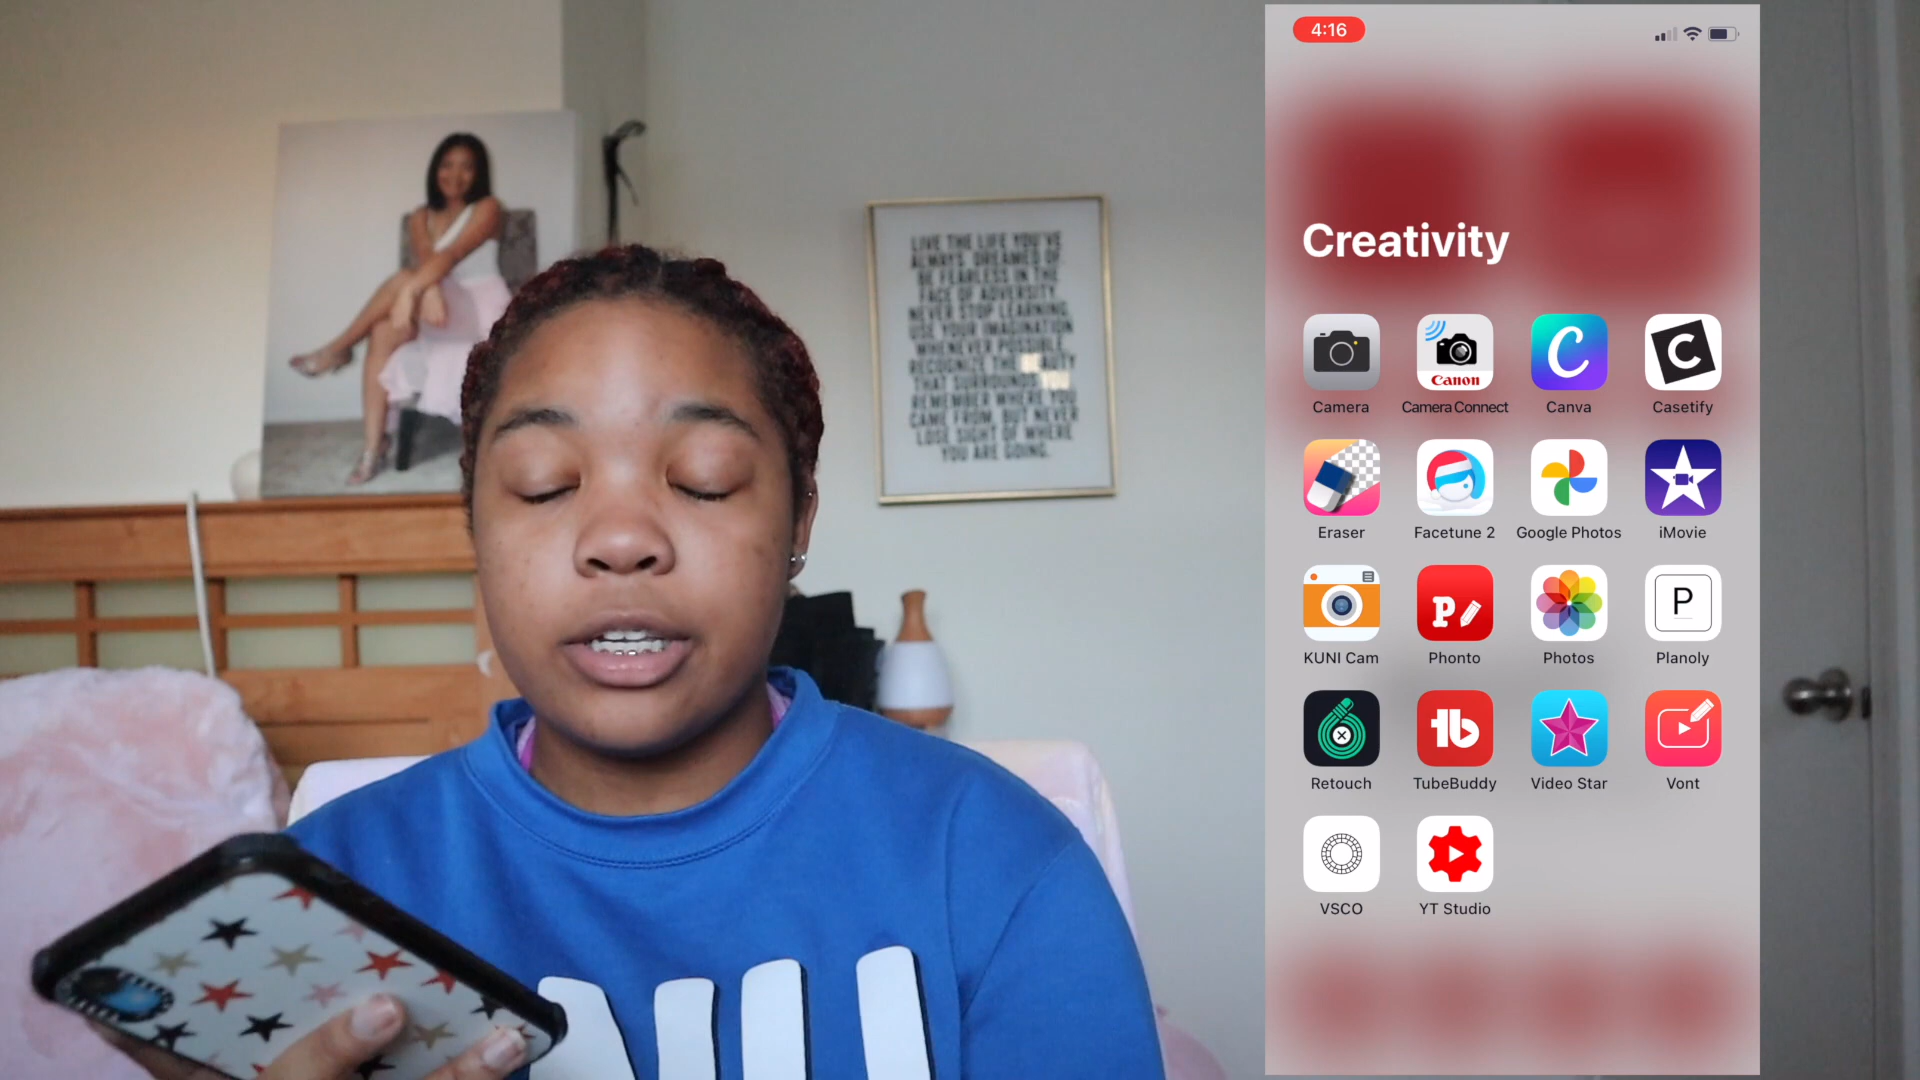 LIVE THE LIFE YOU'VE
ALWAYS DREAMED OF.
BE FEARLESS IN THE
FACE OF ADVERSITY.
NEVER STOP LEARNING.
USE YOUR IMAGINATION
WHENEVER POSSIBLE.
RECOGNIZE THE
THAT SURROUNDS
REMEMBER WHERE YOU
CAME FROM, BUT NEVER
LOSE SIGHT OF WHERE
YOU ARE GOING.
4:16
Creativity
Canon
Camera Camera Connect Canva Casetify
Eraser Facetune 2 Google Photos iMovie
KUNI Cam Phonto Photos Planoly
Retouch TubeBuddy Video Star Vont
VSCO YT Studio